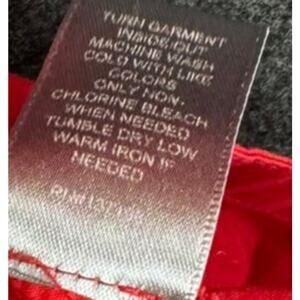 TURN GARMENT
INSIDE OUT
MACHINE WASH
COLD WITH LIKE
COLORS
ONLY NON.
CHLORINE BLEACH
WHEN NEEDED
TUMBLE DRY LOW
WARM IRON IF
NEEDED